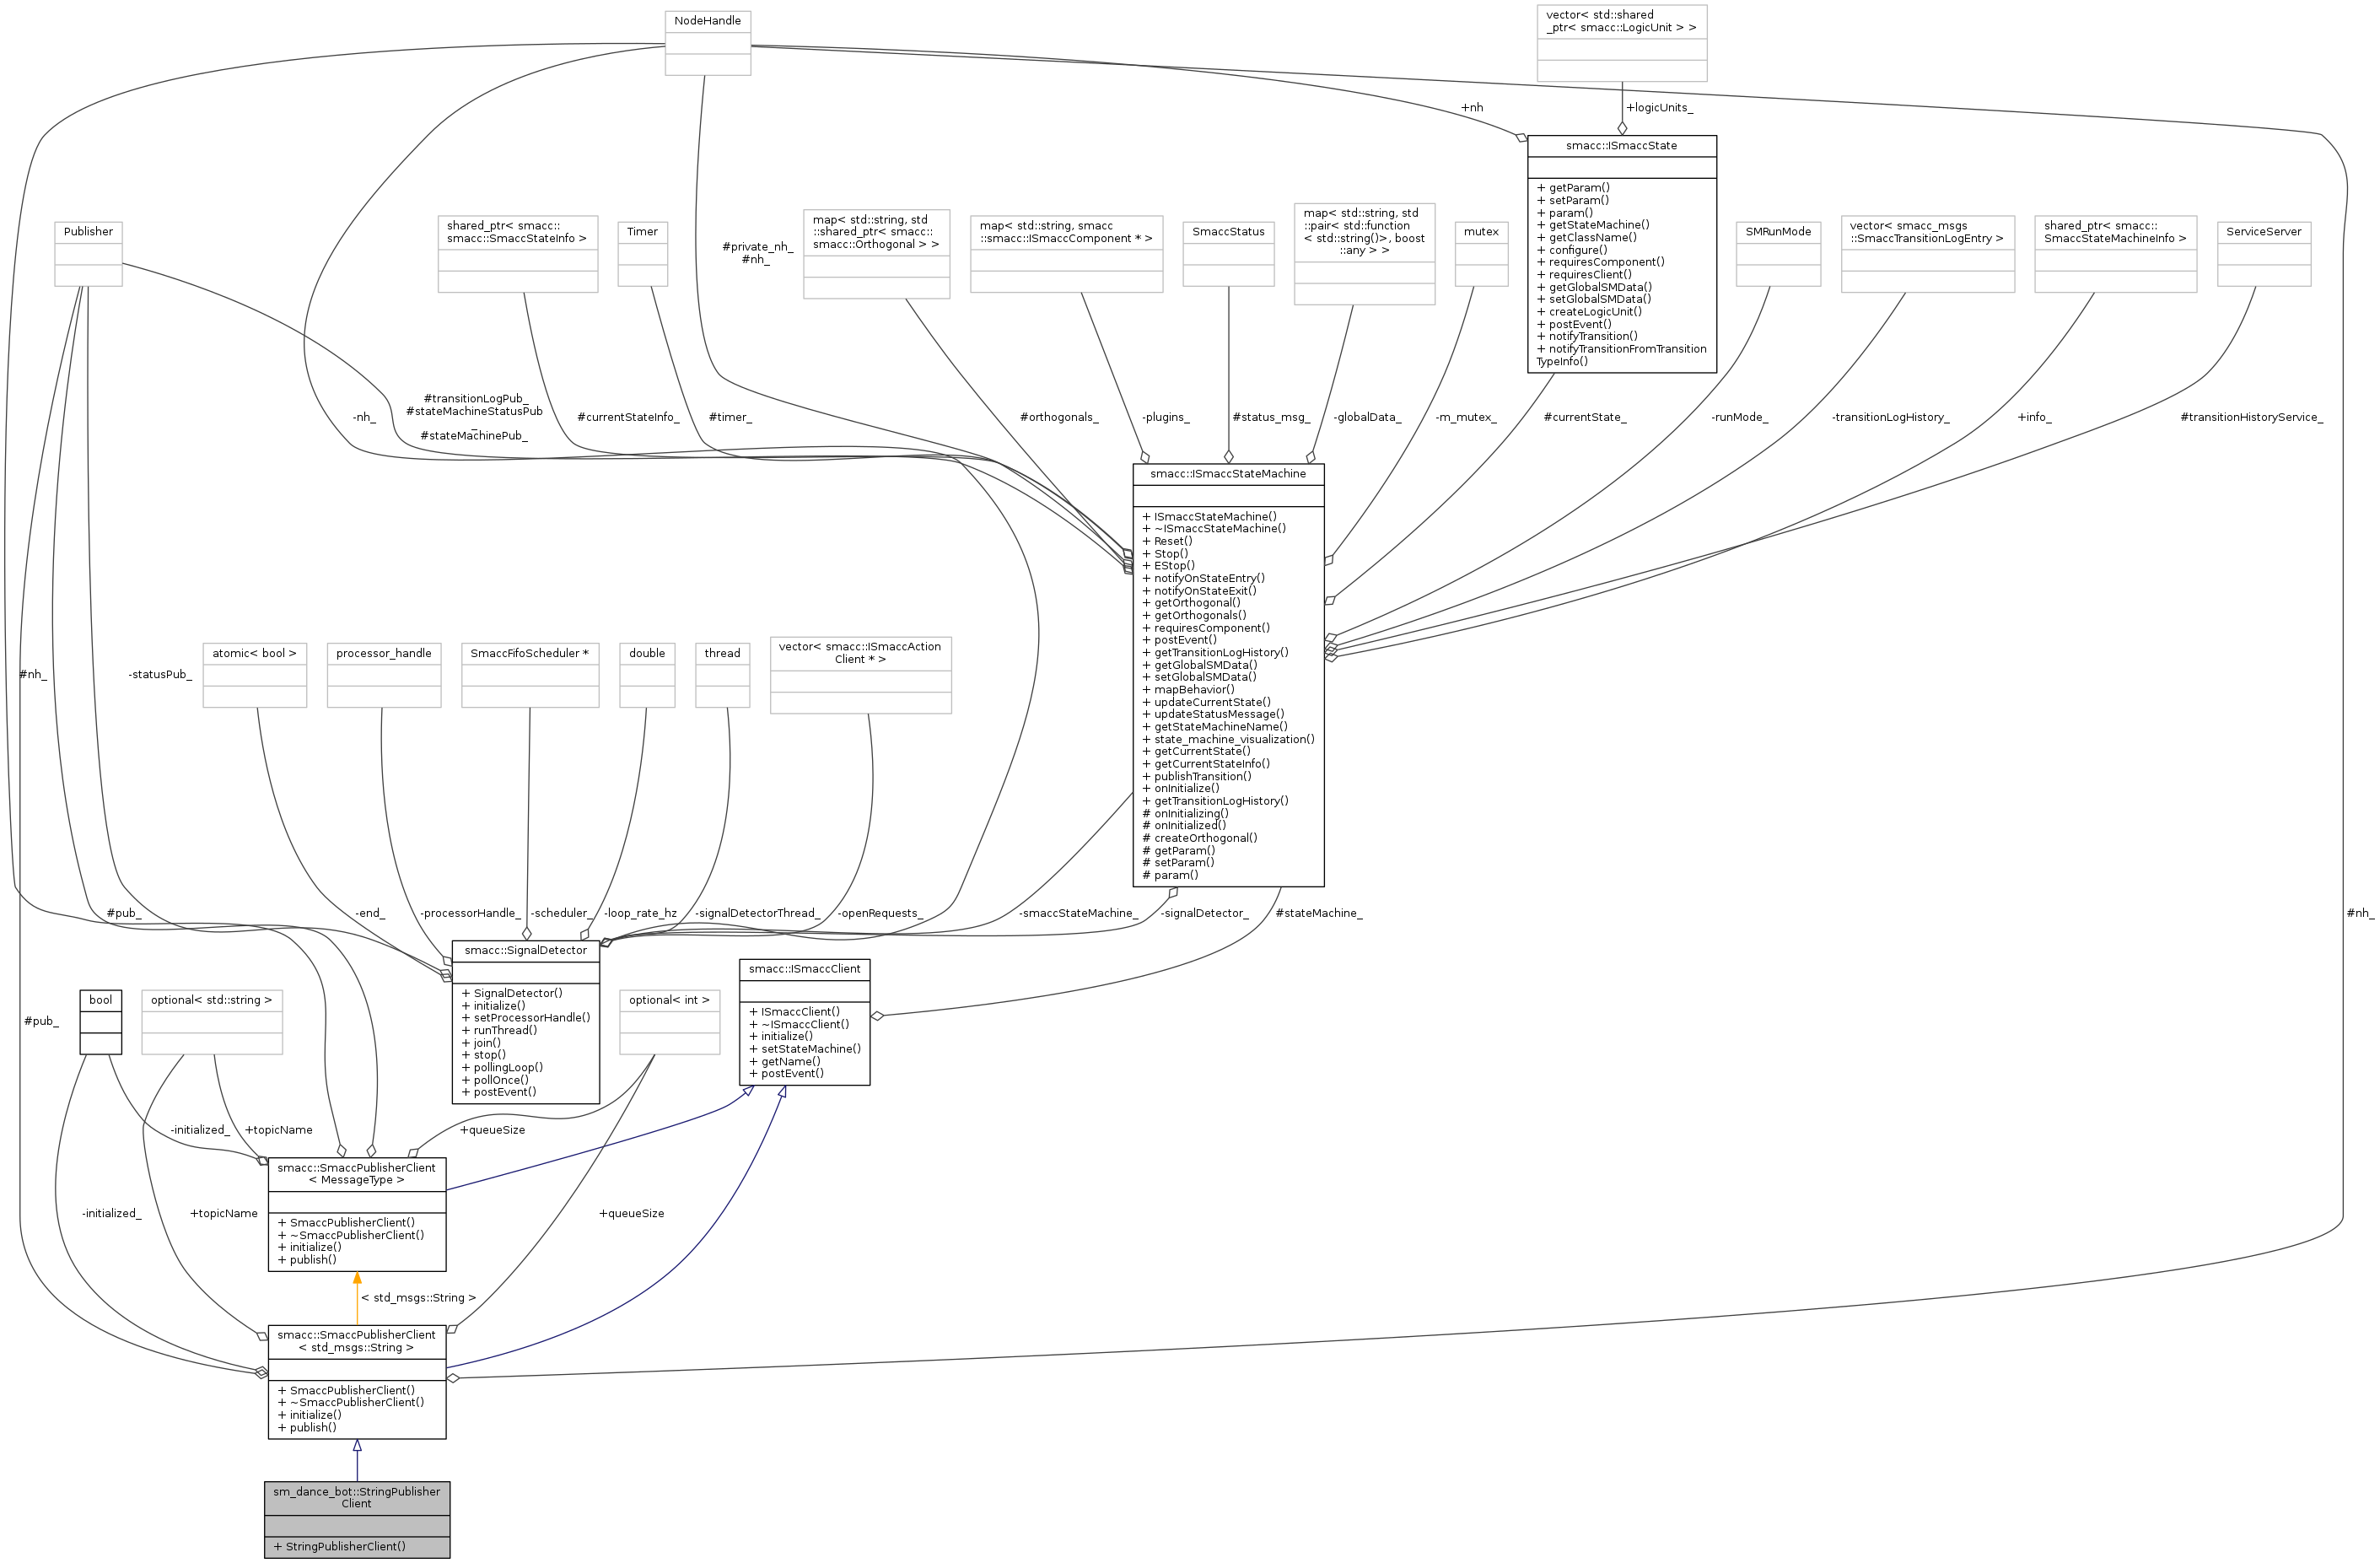 NodeHandle
vector< std::shared
_ptr< smacc::LogicUnit > >
+nh
+logicUnits_
smacc::ISmaccState
+ getParam()
+ setParam()
+ param()
+ getStateMachine()
+ getClassName()
+ configure()
+ requiresComponent()
+ requiresClient()
+ getGlobalSMData()
+ setGlobalSMData()
+ createLogicUnit()
+ postEvent()
+ notifyTransition()
+ notifyTransitionFromTransition
TypeInfo()
Publisher
shared_ptr< smacc::
smacc::SmaccStateInfo >
Timer
#private_nh_
#nh_
map< std::string, std
::shared_ptr< smacc::
smacc::Orthogonal > >
map< std::string, smacc
::smacc::ISmaccComponent * >
SmaccStatus
map< std::string, std
::pair< std::function
< std::string()>, boost
::any > >
mutex
SMRunMode
vector< smacc_msgs
::SmaccTransitionLogEntry >
shared_ptr< smacc::
SmaccStateMachineInfo >
ServiceServer
-nh_
#transitionLogPub_
#stateMachineStatusPub
_
#stateMachinePub_
#currentStateInfo_
#timer_
#orthogonals_
-plugins_
#status_msg_
-globalData_
-m_mutex_
#currentState_
-runMode_
-transitionLogHistory_
+info_
#transitionHistoryService_
smacc::ISmaccStateMachine
+ ISmaccStateMachine()
+ ~ISmaccStateMachine()
+ Reset()
+ Stop()
+ EStop()
+ notifyOnStateEntry()
+ notifyOnStateExit()
+ getOrthogonal()
+ getOrthogonals()
+ requiresComponent()
+ postEvent()
+ getTransitionLogHistory()
+ getGlobalSMData()
+ setGlobalSMData()
+ mapBehavior()
+ updateCurrentState()
+ updateStatusMessage()
+ getStateMachineName()
+ state_machine_visualization()
+ getCurrentState()
+ getCurrentStateInfo()
+ publishTransition()
+ onInitialize()
+ getTransitionLogHistory()
# onInitializing()
# onInitialized()
# createOrthogonal()
# getParam()
# setParam()
# param()
#nh_
-statusPub_
atomic< bool >
processor_handle
SmaccFifoScheduler *
double
thread
vector< smacc::ISmaccAction
Client * >
#pub_
-end_
-processorHandle_
-scheduler_
-loop_rate_hz
-signalDetectorThread_
-openRequests_
-smaccStateMachine_
-signalDetector_
#stateMachine_
#nh_
smacc::SignalDetector
+ SignalDetector()
+ initialize()
+ setProcessorHandle()
+ runThread()
+ join()
+ stop()
+ pollingLoop()
+ pollOnce()
+ postEvent()
smacc::ISmaccClient
+ ISmaccClient()
+ ~ISmaccClient()
+ initialize()
+ setStateMachine()
+ getName()
+ postEvent()
#pub_
bool
optional< std::string >
optional< int >
-initialized_
+topicName
+queueSize
smacc::SmaccPublisherClient
< MessageType >
+ SmaccPublisherClient()
+ ~SmaccPublisherClient()
+ initialize()
+ publish()
-initialized_
+topicName
+queueSize
< std_msgs::String >
smacc::SmaccPublisherClient
< std_msgs::String >
+ SmaccPublisherClient()
+ ~SmaccPublisherClient()
+ initialize()
+ publish()
sm_dance_bot::StringPublisher
Client
+ StringPublisherClient()